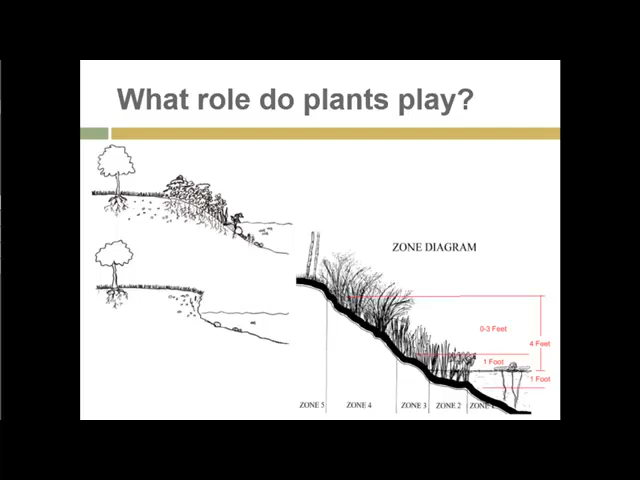 What role do plants play?
ZONE DIAGRAM
0-3 Feet
4 Feet
1 Foot
1 Foot
ZONE 5 ZONE 4 ZONE 3 ZONE 2 ZONE